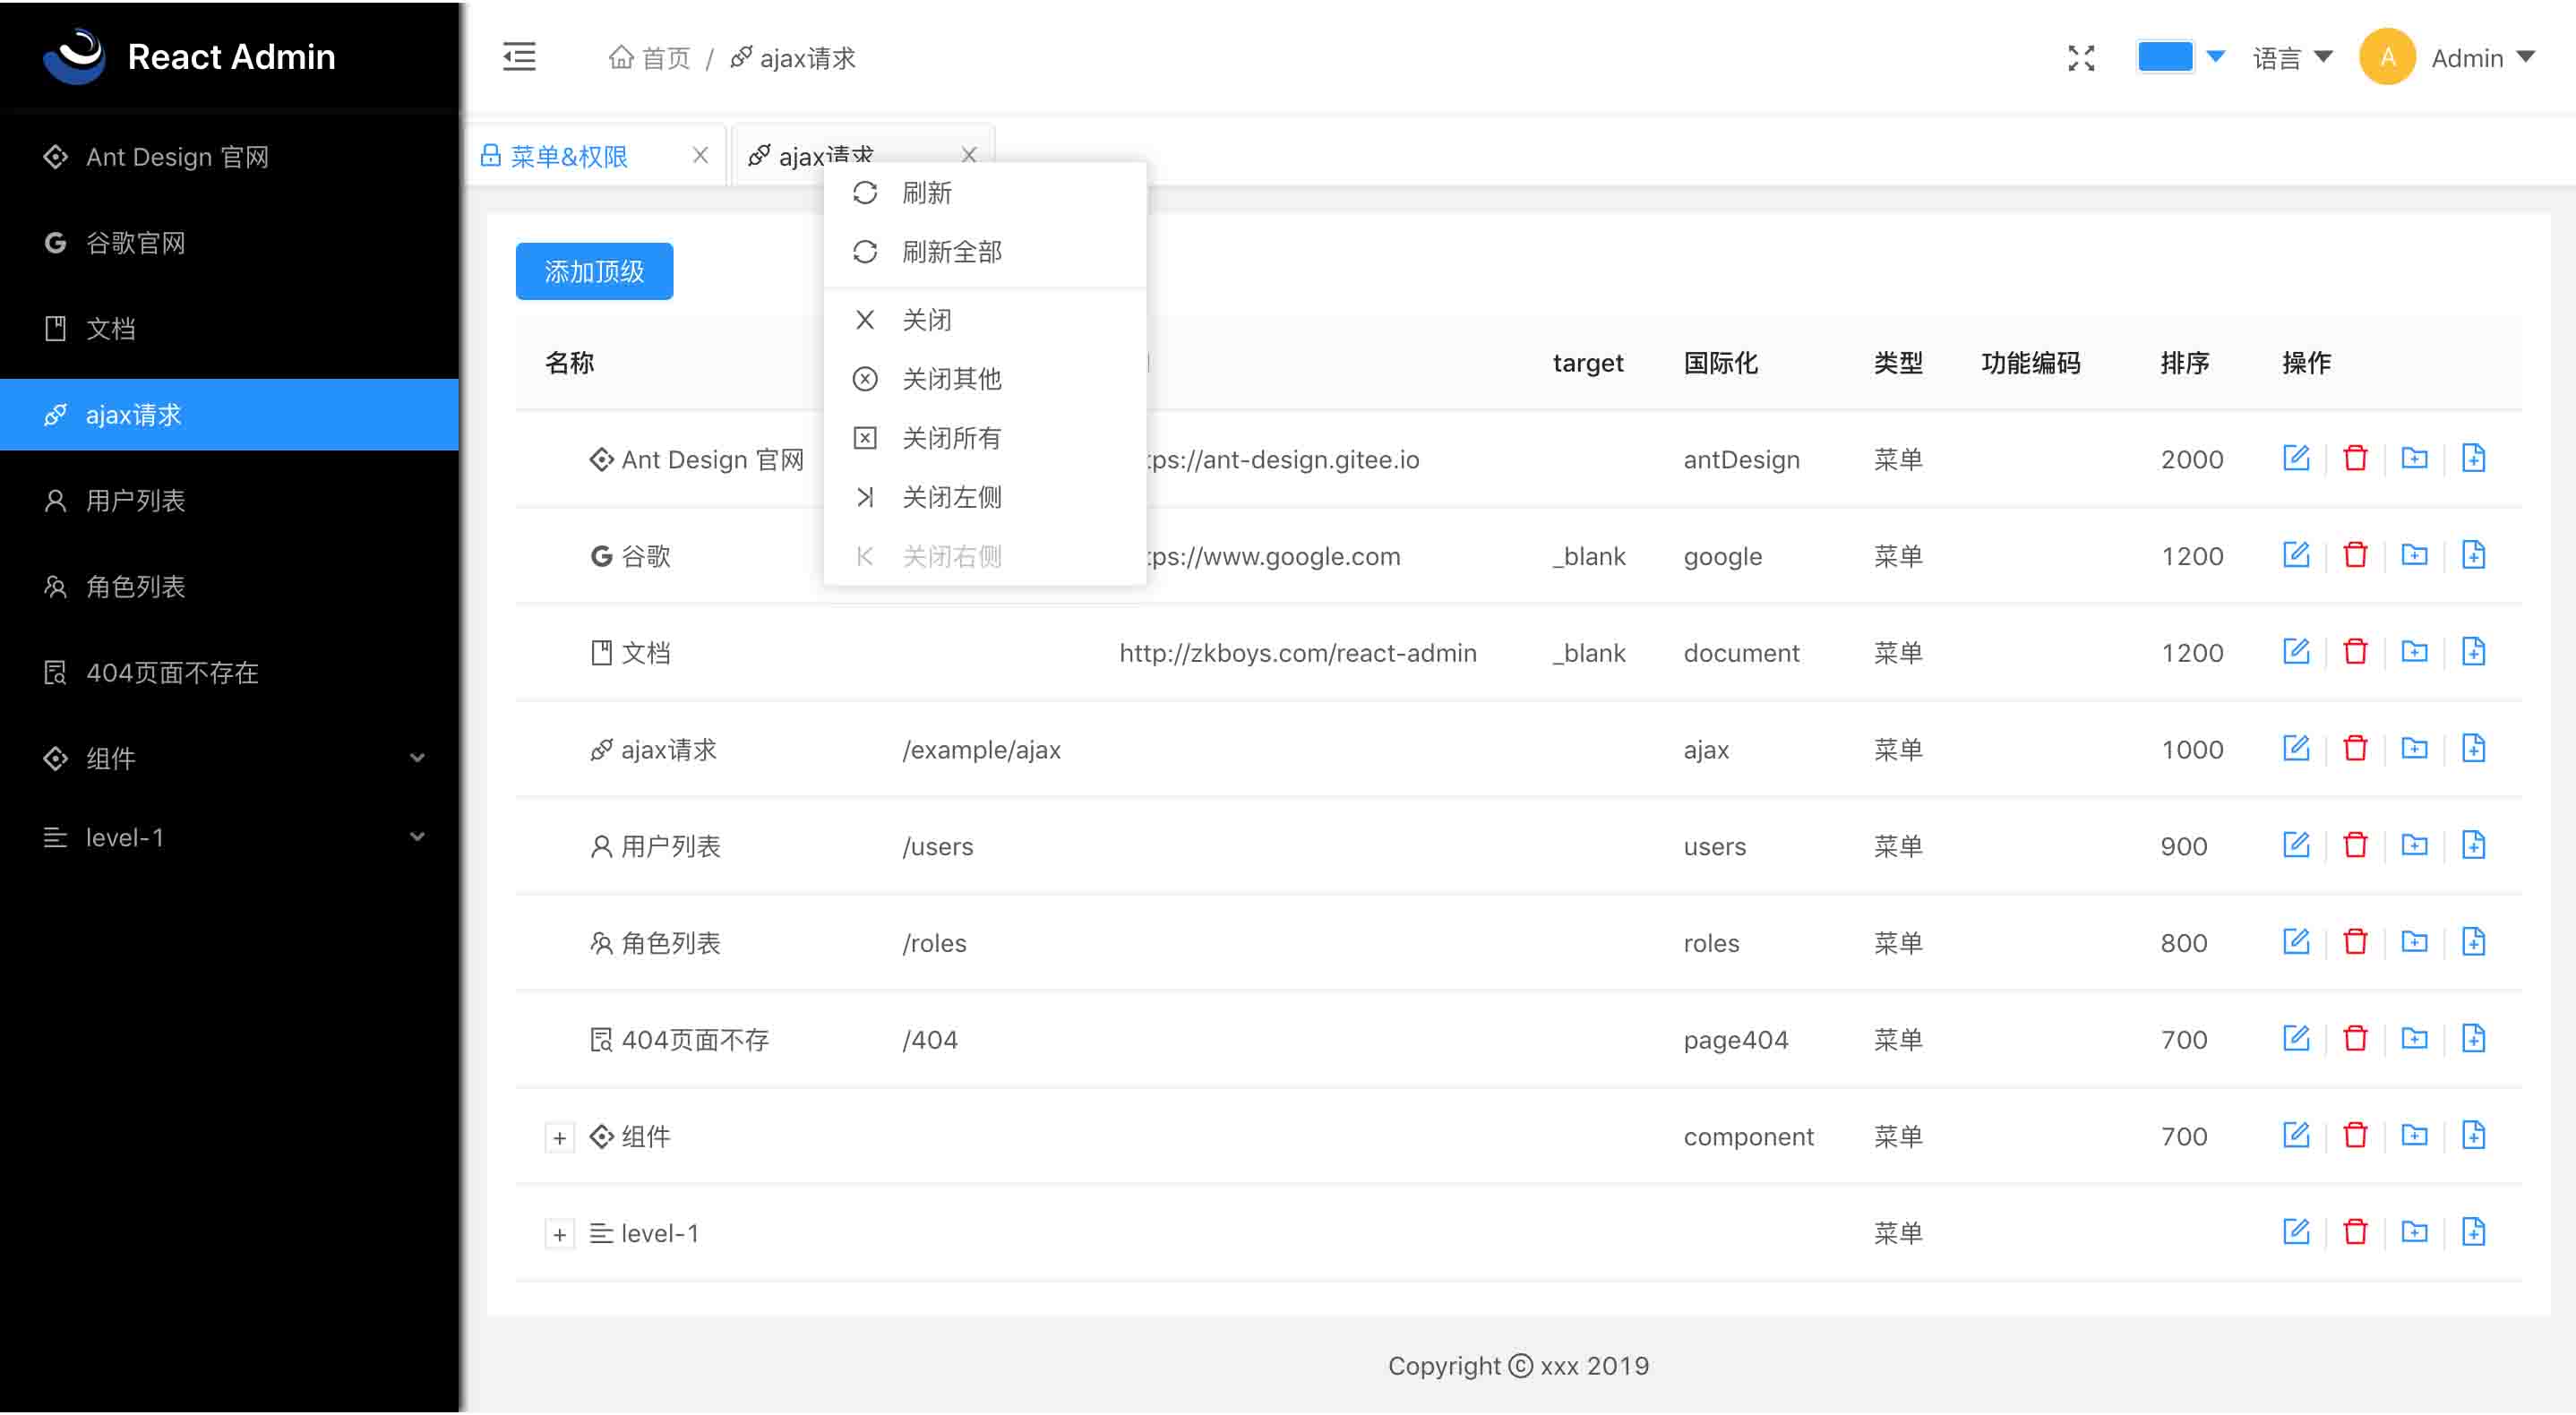 React Admin
首页 / ajax请求
语言
A
Admin
Ant Design 官网
谷歌官网
文档
ajax请求
用户列表
角色列表
404页面不存在
组件
level-1
菜单&权限
ajax请求
刷新
刷新全部
关闭
关闭其他
关闭所有
关闭左侧
关闭右侧
添加顶级
名称 target 国际化 类型 功能编码 排序 操作
Ant Design 官网 tps://ant-design.gitee.io antDesign 菜单 2000
谷歌 tps://www.google.com _blank google 菜单 1200
文档 http://zkboys.com/react-admin _blank document 菜单 1200
ajax请求 /example/ajax ajax 菜单 1000
用户列表 /users users 菜单 900
角色列表 /roles roles 菜单 800
404页面不存 /404 page404 菜单 700
组件 component 菜单 700
level-1 菜单
Copyright © xxx 2019